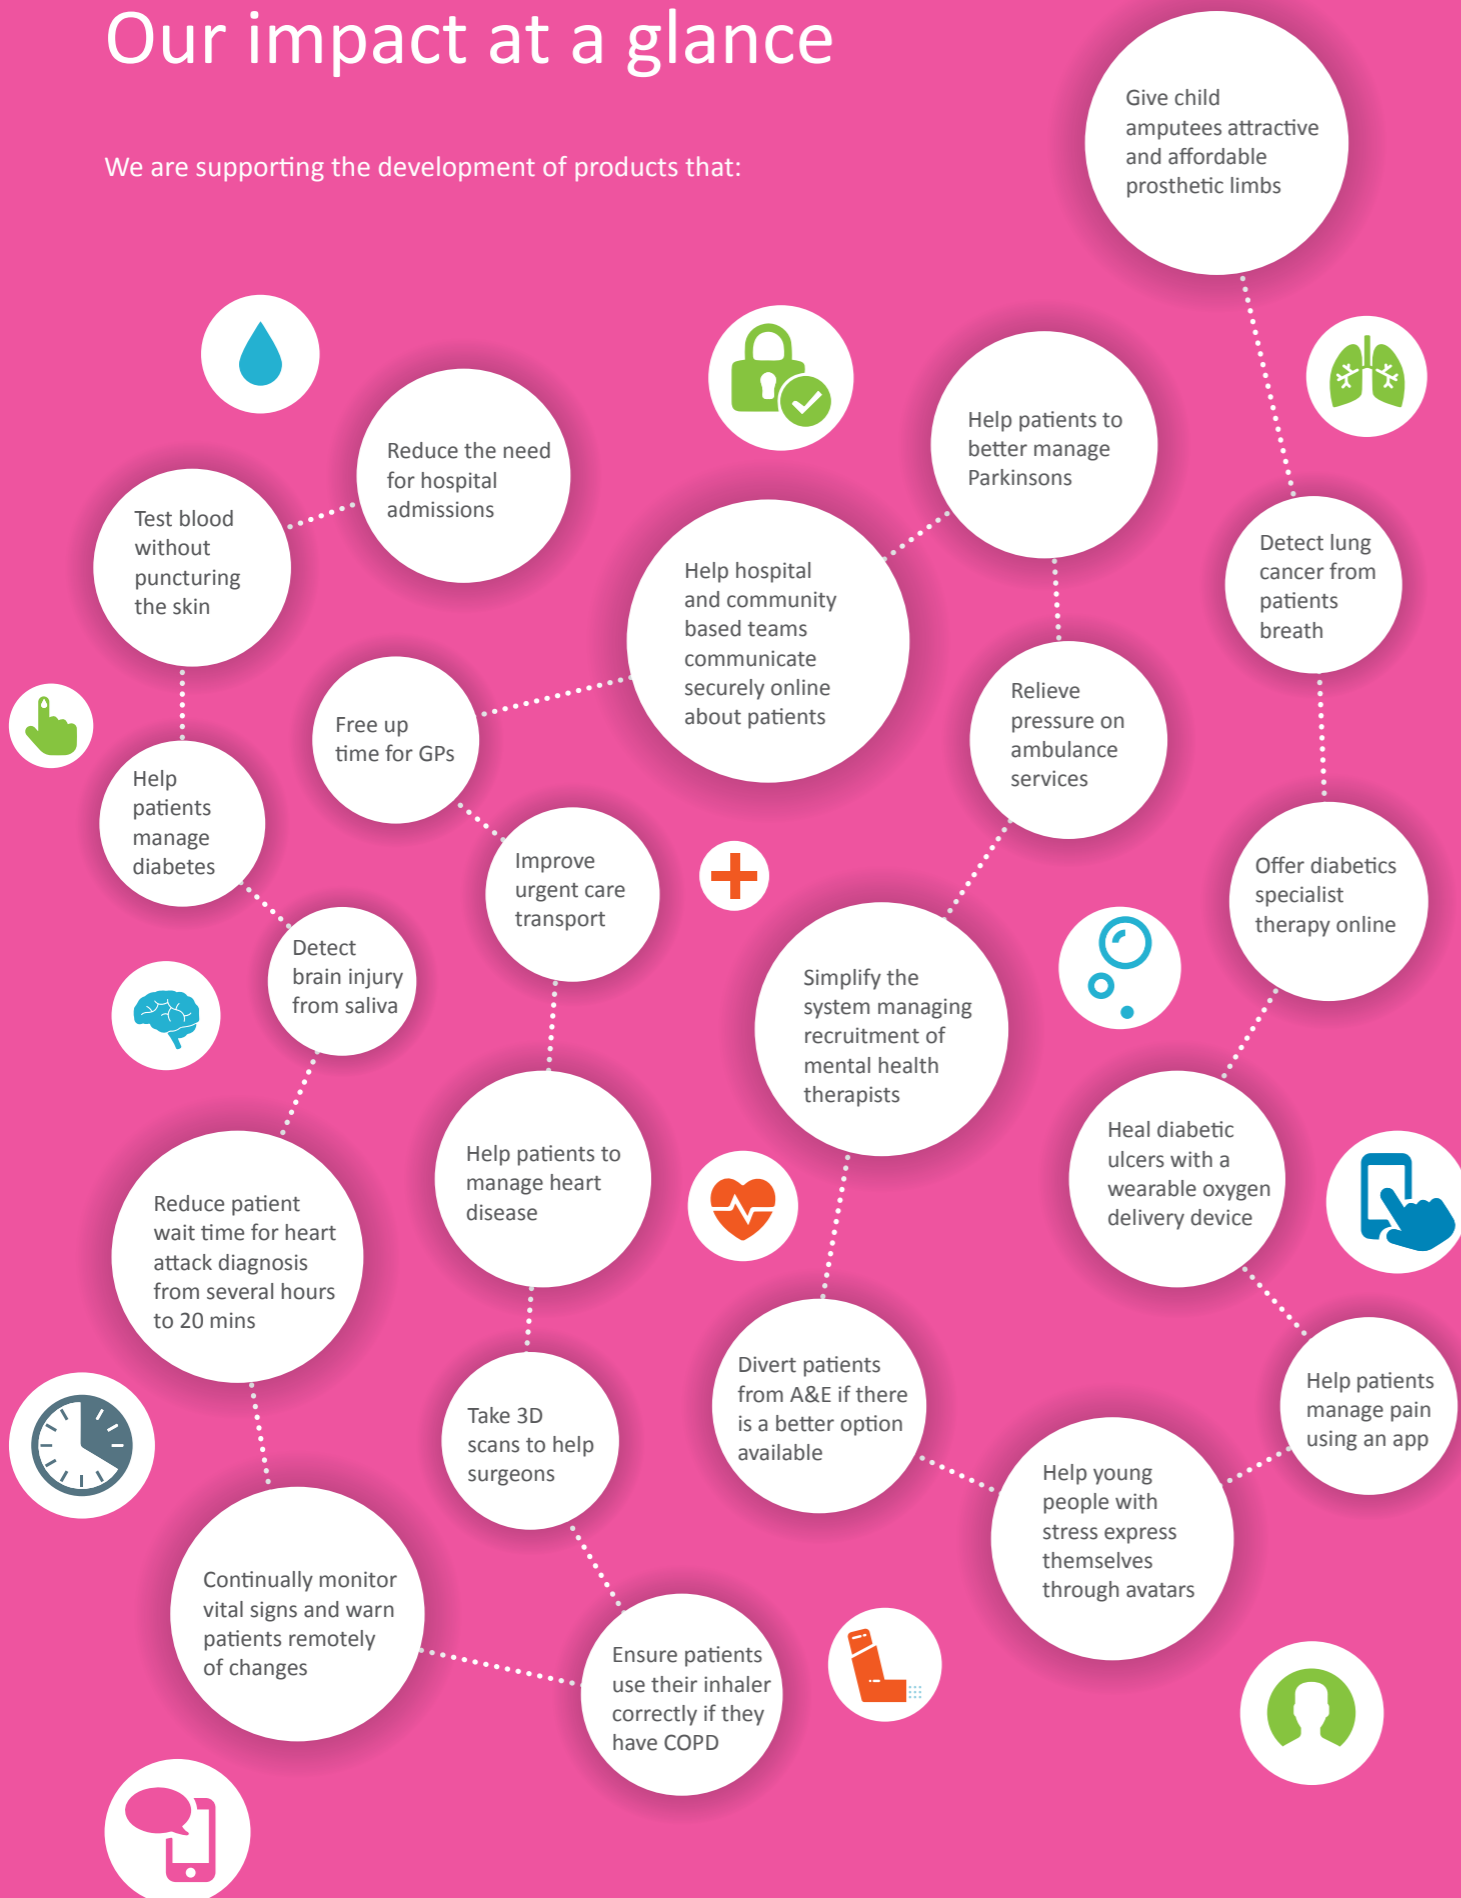 Our impact at a glance
We are supporting the development of products that:
Give child
amputees attractive
and affordable
prosthetic limbs
Reduce the need
for hospital
admissions
Test blood
without
puncturing
the skin
Help patients to
better manage
Parkinsons
Help hospital
and community
based teams
communicate
securely online
about patients
Detect lung
cancer from
patients
breath
Free up
time for GPs
Relieve
pressure on
ambulance
services
Help
patients
manage
diabetes
Improve
urgent care
transport
Offer diabetics
specialist
therapy online
Detect
brain injury
from saliva
Simplify the
system managing
recruitment of
mental health
therapists
Help patients to
manage heart
disease
Heal diabetic
ulcers with a
wearable oxygen
delivery device
Reduce patient
wait time for heart
attack diagnosis
from several hours
to 20 mins
Divert patients
from A&E if there
is a better option
available
Help patients
manage pain
using an app
Take 3D
scans to help
surgeons
Help young
people with
stress express
themselves
through avatars
Continually monitor
vital signs and warn
patients remotely
of changes
Ensure patients
use their inhaler
correctly if they
have COPD